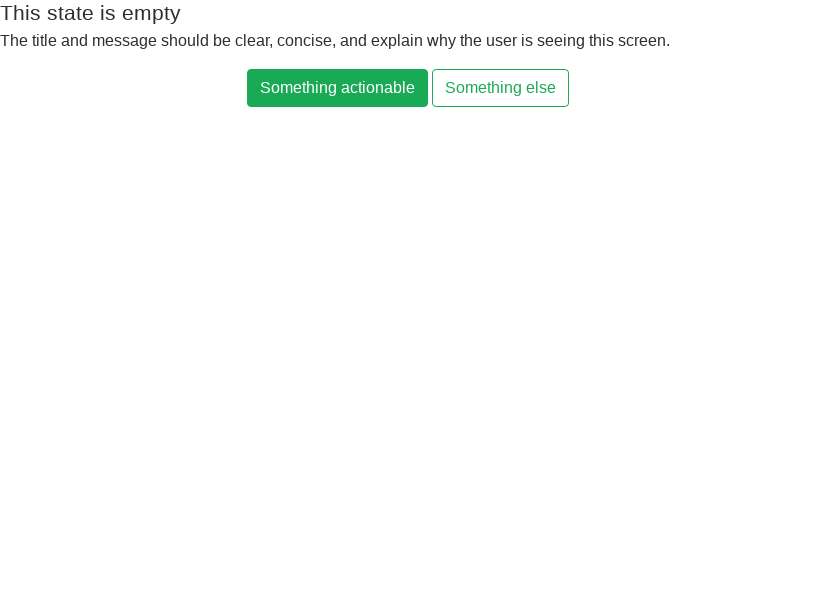 This state is empty
The title and message should be clear, concise, and explain why the user is seeing this screen.
Something actionable
Something else